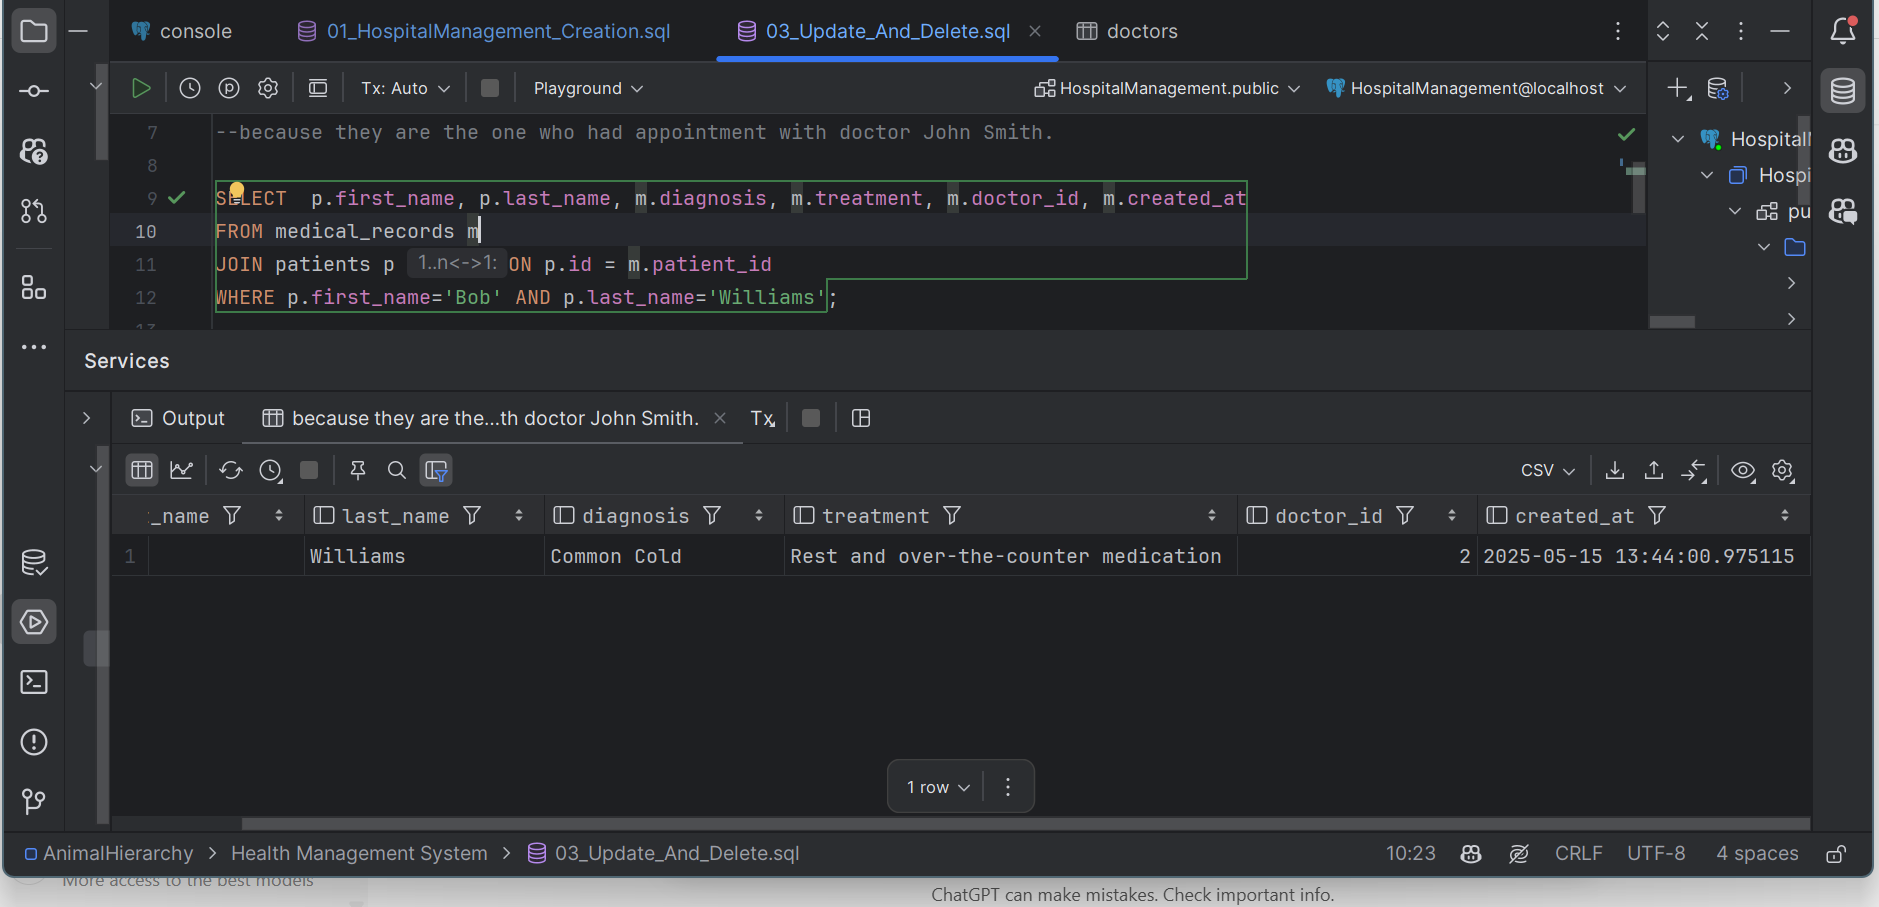 console 01_HospitalManagement_Creation.sql 03_Update_And_Delete.sql doctors
Tx: Auto Playground HospitalManagement.public HospitalManagement@localhost
7 --because they are the one who had appointment with doctor John Smith.
8
9 SELECT  p.first_name, p.last_name, m.diagnosis, m.treatment, m.doctor_id, m.created_at
10 FROM medical_records m
11 JOIN patients p 1..n<->1: ON p.id = m.patient_id
12 WHERE p.first_name='Bob' AND p.last_name='Williams';
13
Hospital
Hospi
pu
Services
Output because they are the...th doctor John Smith. Tx
CSV
_name last_name diagnosis treatment doctor_id created_at
1 Williams Common Cold Rest and over-the-counter medication 2 2025-05-15 13:44:00.975115
1 row
AnimalHierarchy > Health Management System > 03_Update_And_Delete.sql 10:23 CRLF UTF-8 4 spaces
More access to the best models
ChatGPT can make mistakes. Check important info.